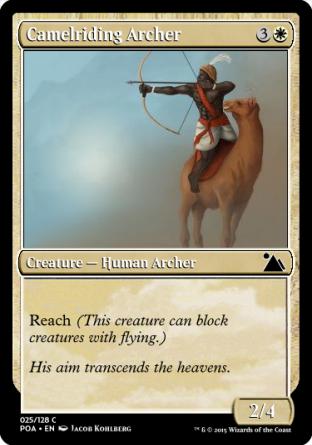 Camelriding Archer 3
Creature — Human Archer
Reach (This creature can block
creatures with flying.)
His aim transcends the heavens.
2/4
025/128 C
POA • EN Jacob Kohlberg
™ & © 2015 Wizards of the Coast